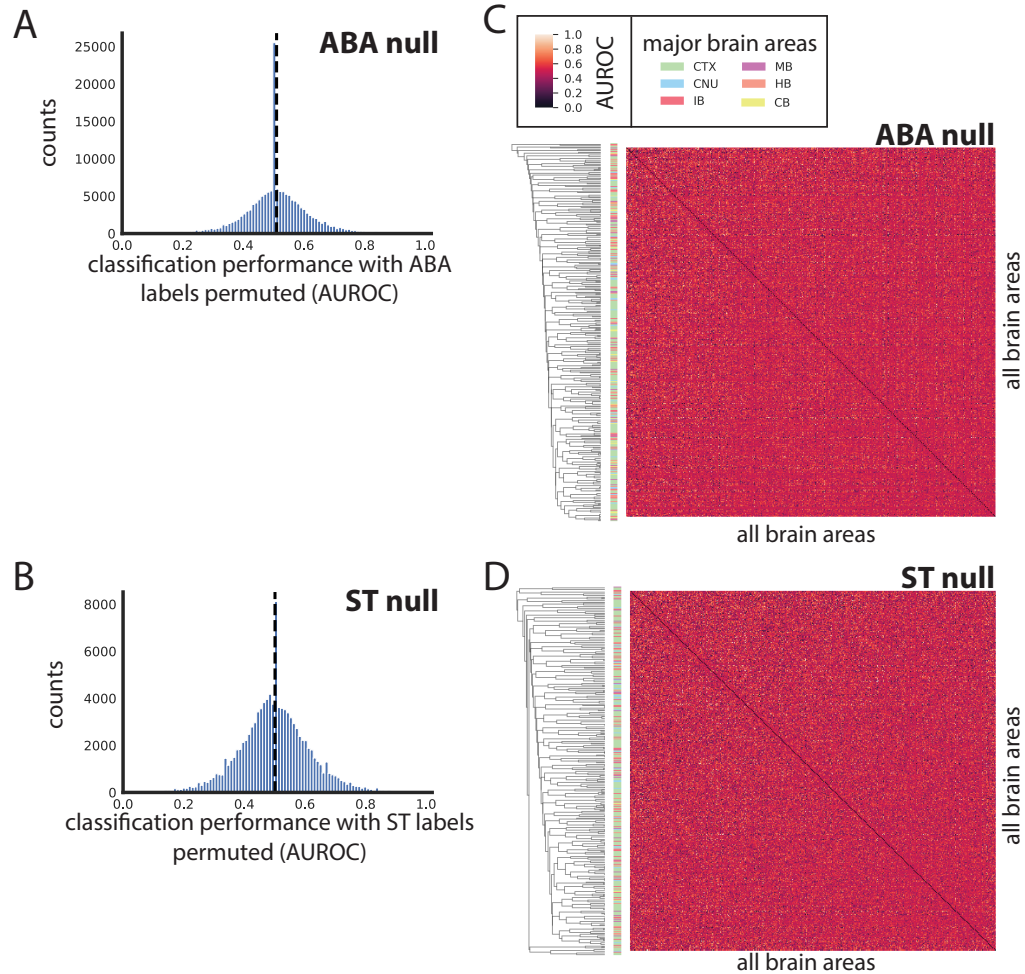 A
ABA null
25000
20000
15000
10000
5000
0
counts
0.0 0.2 0.4 0.6 0.8 1.0
classification performance with ABA
labels permuted (AUROC)
C
1.0
0.8
0.6
0.4
0.2
0.0
AUROC
major brain areas
CTX MB
CNU HB
IB CB
ABA null
all brain areas
all brain areas
B
ST null
8000
6000
4000
2000
0
counts
0.0 0.2 0.4 0.6 0.8 1.0
classification performance with ST labels
permuted (AUROC)
D
ST null
all brain areas
all brain areas